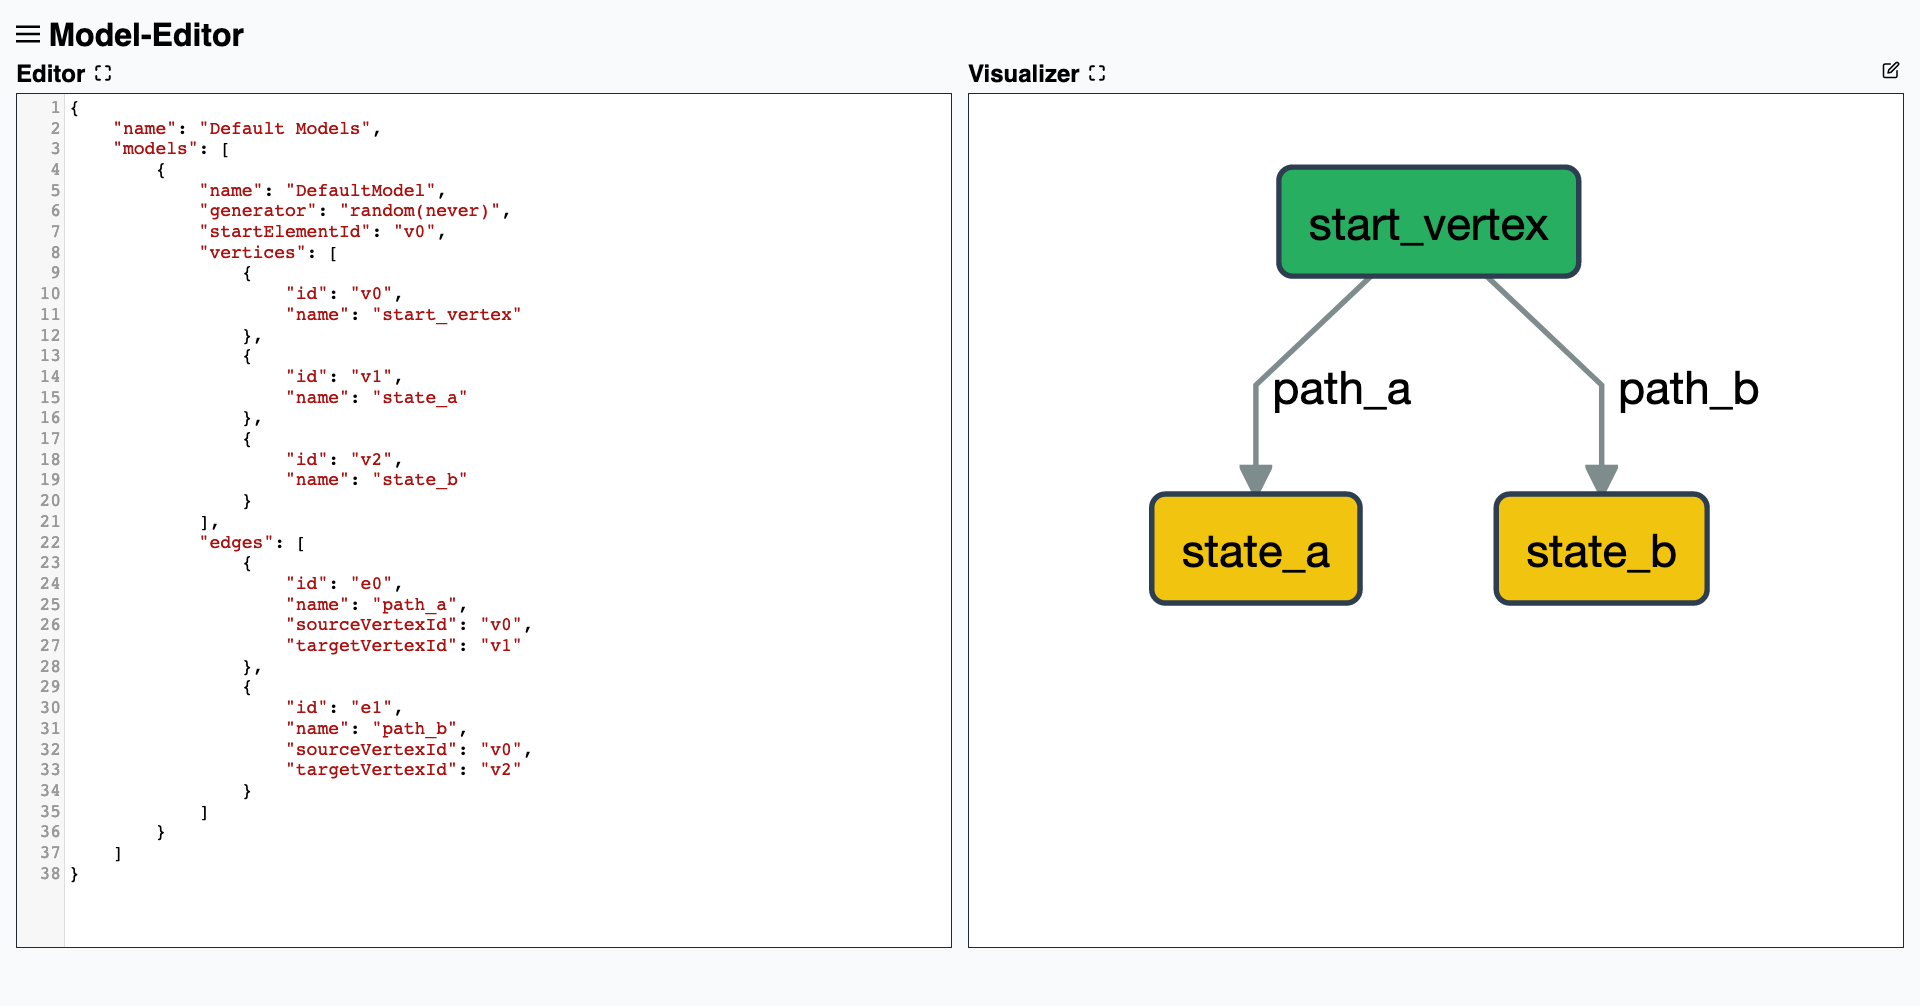 Model-Editor
Editor
1 {
2     "name": "Default Models",
3     "models": [
4         {
5             "name": "DefaultModel",
6             "generator": "random(never)",
7             "startElementId": "v0",
8             "vertices": [
9                 {
10                     "id": "v0",
11                     "name": "start_vertex"
12                 },
13                 {
14                     "id": "v1",
15                     "name": "state_a"
16                 },
17                 {
18                     "id": "v2",
19                     "name": "state_b"
20                 }
21             ],
22             "edges": [
23                 {
24                     "id": "e0",
25                     "name": "path_a",
26                     "sourceVertexId": "v0",
27                     "targetVertexId": "v1"
28                 },
29                 {
30                     "id": "e1",
31                     "name": "path_b",
32                     "sourceVertexId": "v0",
33                     "targetVertexId": "v2"
34                 }
35             ]
36         }
37     ]
38 }
Visualizer
start_vertex
path_a
path_b
state_a
state_b